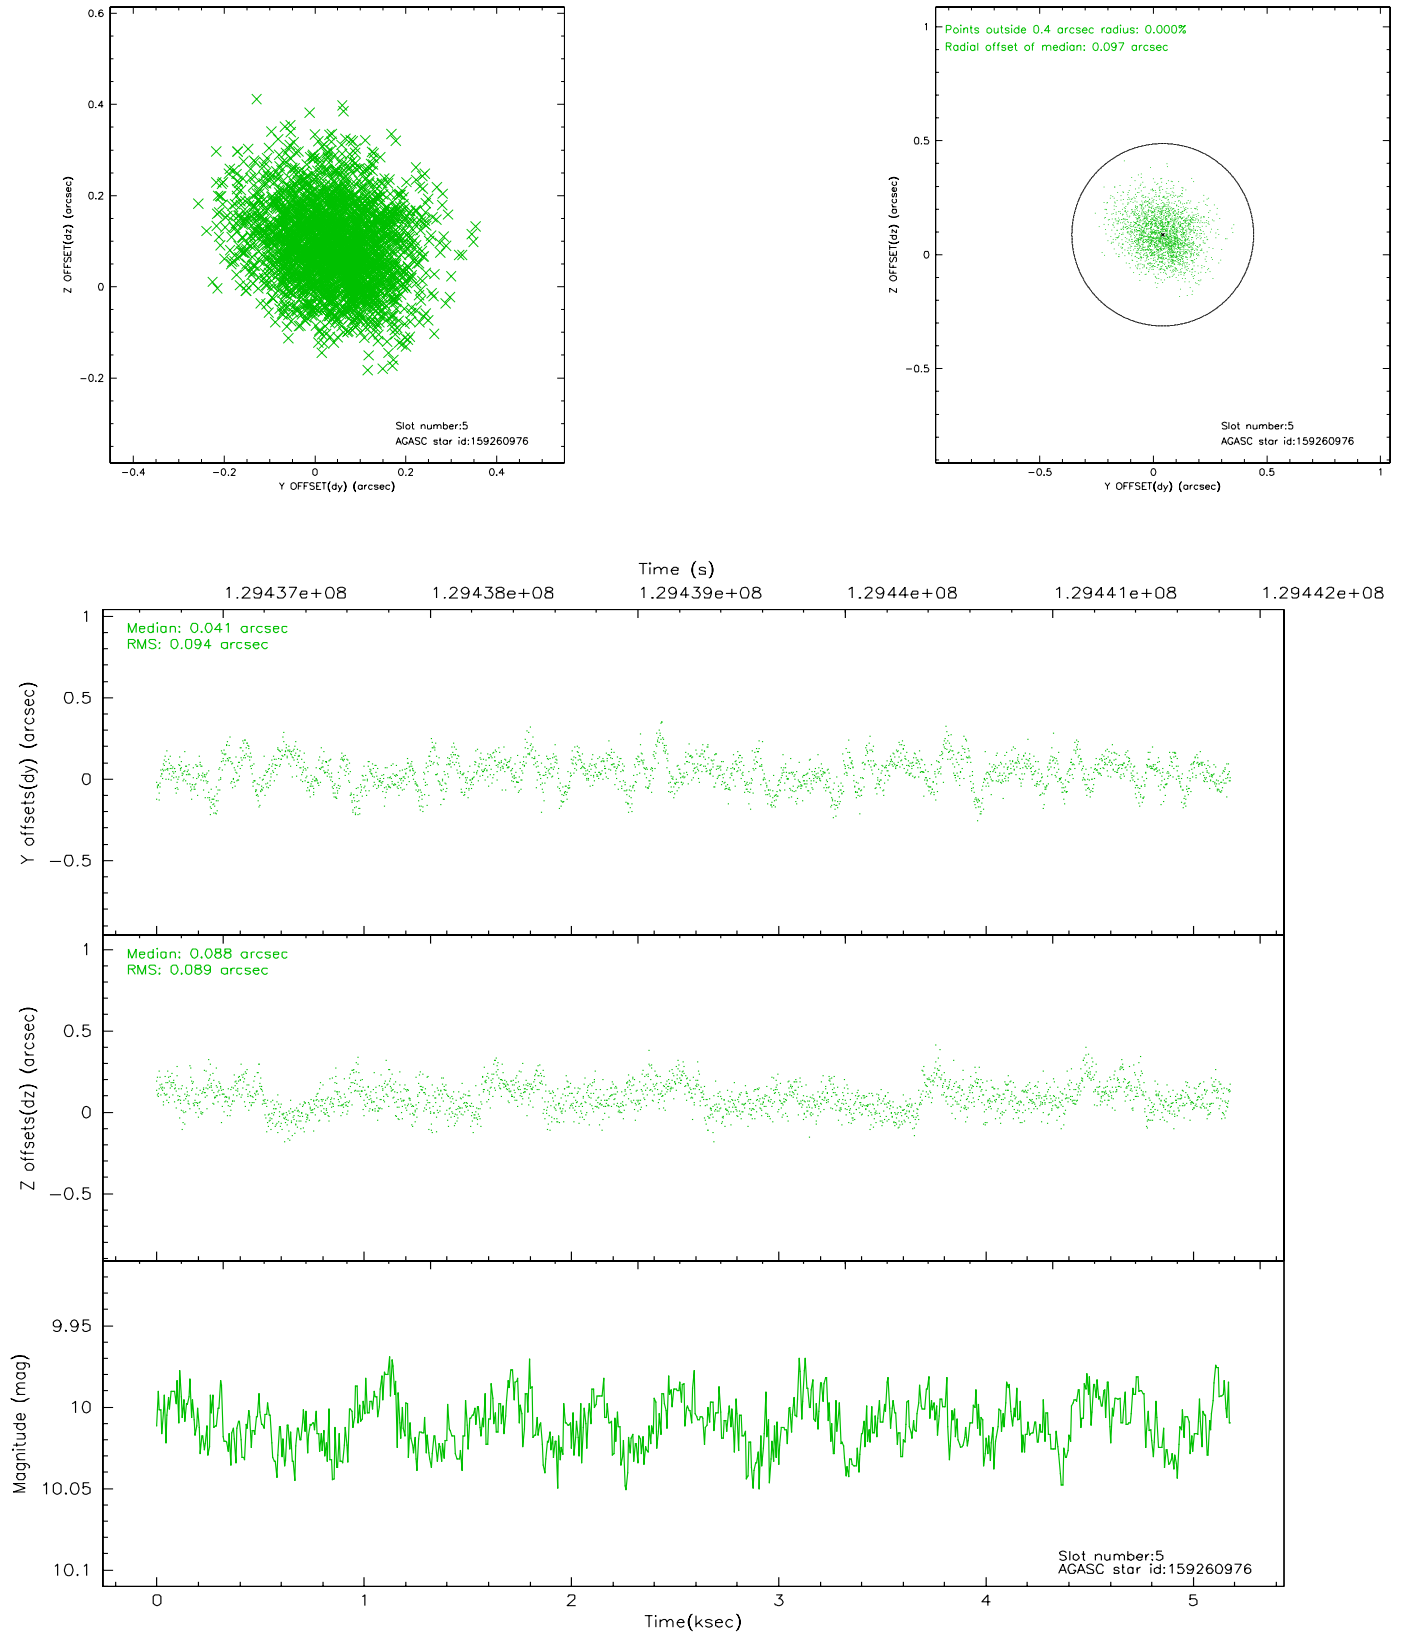 0.6
0.4
0.2
0
−0.2
Z OFFSET(dz) (arcsec)
Slot number:5
AGASC star id:159260976
−0.4 −0.2 0 0.2 0.4
Y OFFSET(dy) (arcsec)
Points outside 0.4 arcsec radius: 0.000%
Radial offset of median: 0.097 arcsec
1
0.5
0
−0.5
Z OFFSET(dz) (arcsec)
Slot number:5
AGASC star id:159260976
−0.5 0 0.5 1
Y OFFSET(dy) (arcsec)
Time (s)
1.29437e+08 1.29438e+08 1.29439e+08 1.2944e+08 1.29441e+08 1.29442e+08
Median: 0.041 arcsec
RMS: 0.094 arcsec
1
0.5
0
−0.5
Y offsets(dy) (arcsec)
Median: 0.088 arcsec
RMS: 0.089 arcsec
1
0.5
0
−0.5
Z offsets(dz) (arcsec)
9.95
10
10.05
10.1
Magnitude (mag)
Slot number:5
AGASC star id:159260976
0 1 2 3 4 5
Time(ksec)